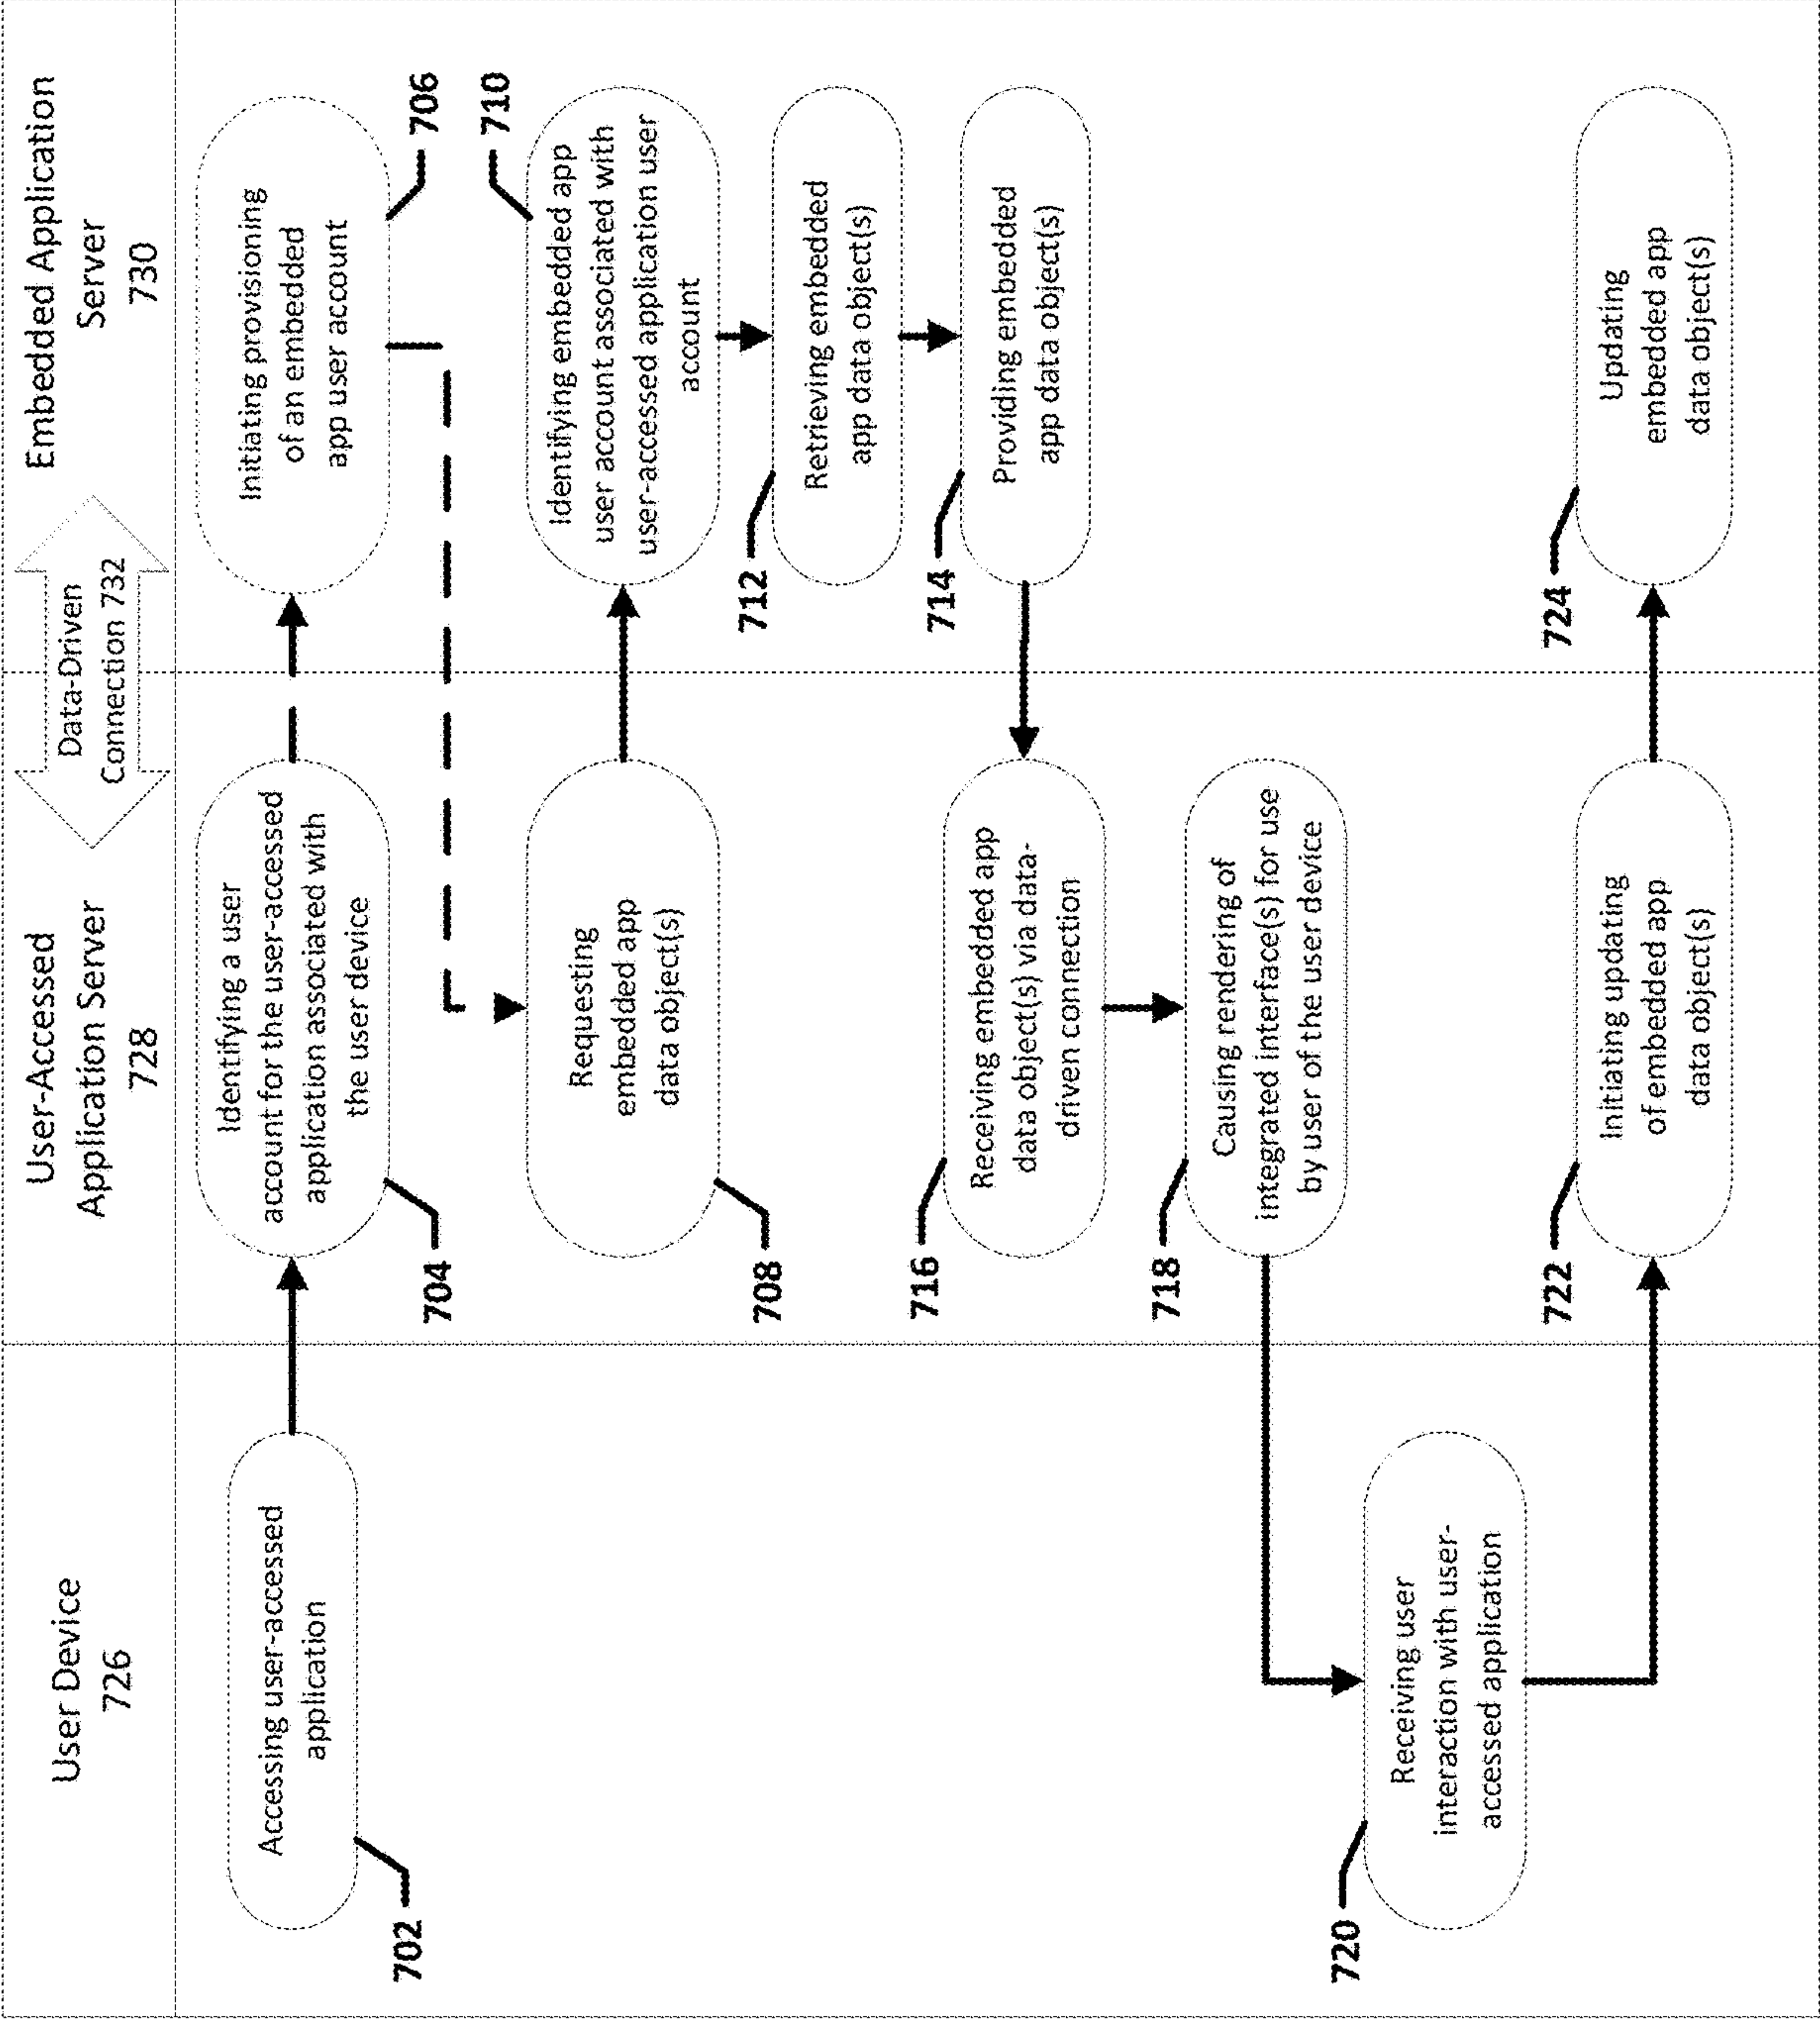 User Device
726
User-Accessed
Application Server
728
Data-Driven
Connection 732
Embedded Application
Server
730
Accessing user-accessed
application
702
Identifying a user
account for the user-accessed
application associated with
the user device
704
Initiating provisioning
of an embedded
app user account
706
Requesting
embedded app
data object(s)
708
Identifying embedded app
user account associated with
user-accessed application user
account
710
Retrieving embedded
app data object(s)
712
Providing embedded
app data object(s)
714
Receiving embedded app
data object(s) via data-
driven connection
716
Causing rendering of
integrated interface(s) for use
by user of the user device
718
Receiving user
interaction with user-
accessed application
720
Initiating updating
of embedded app
data object(s)
722
Updating
embedded app
data object(s)
724